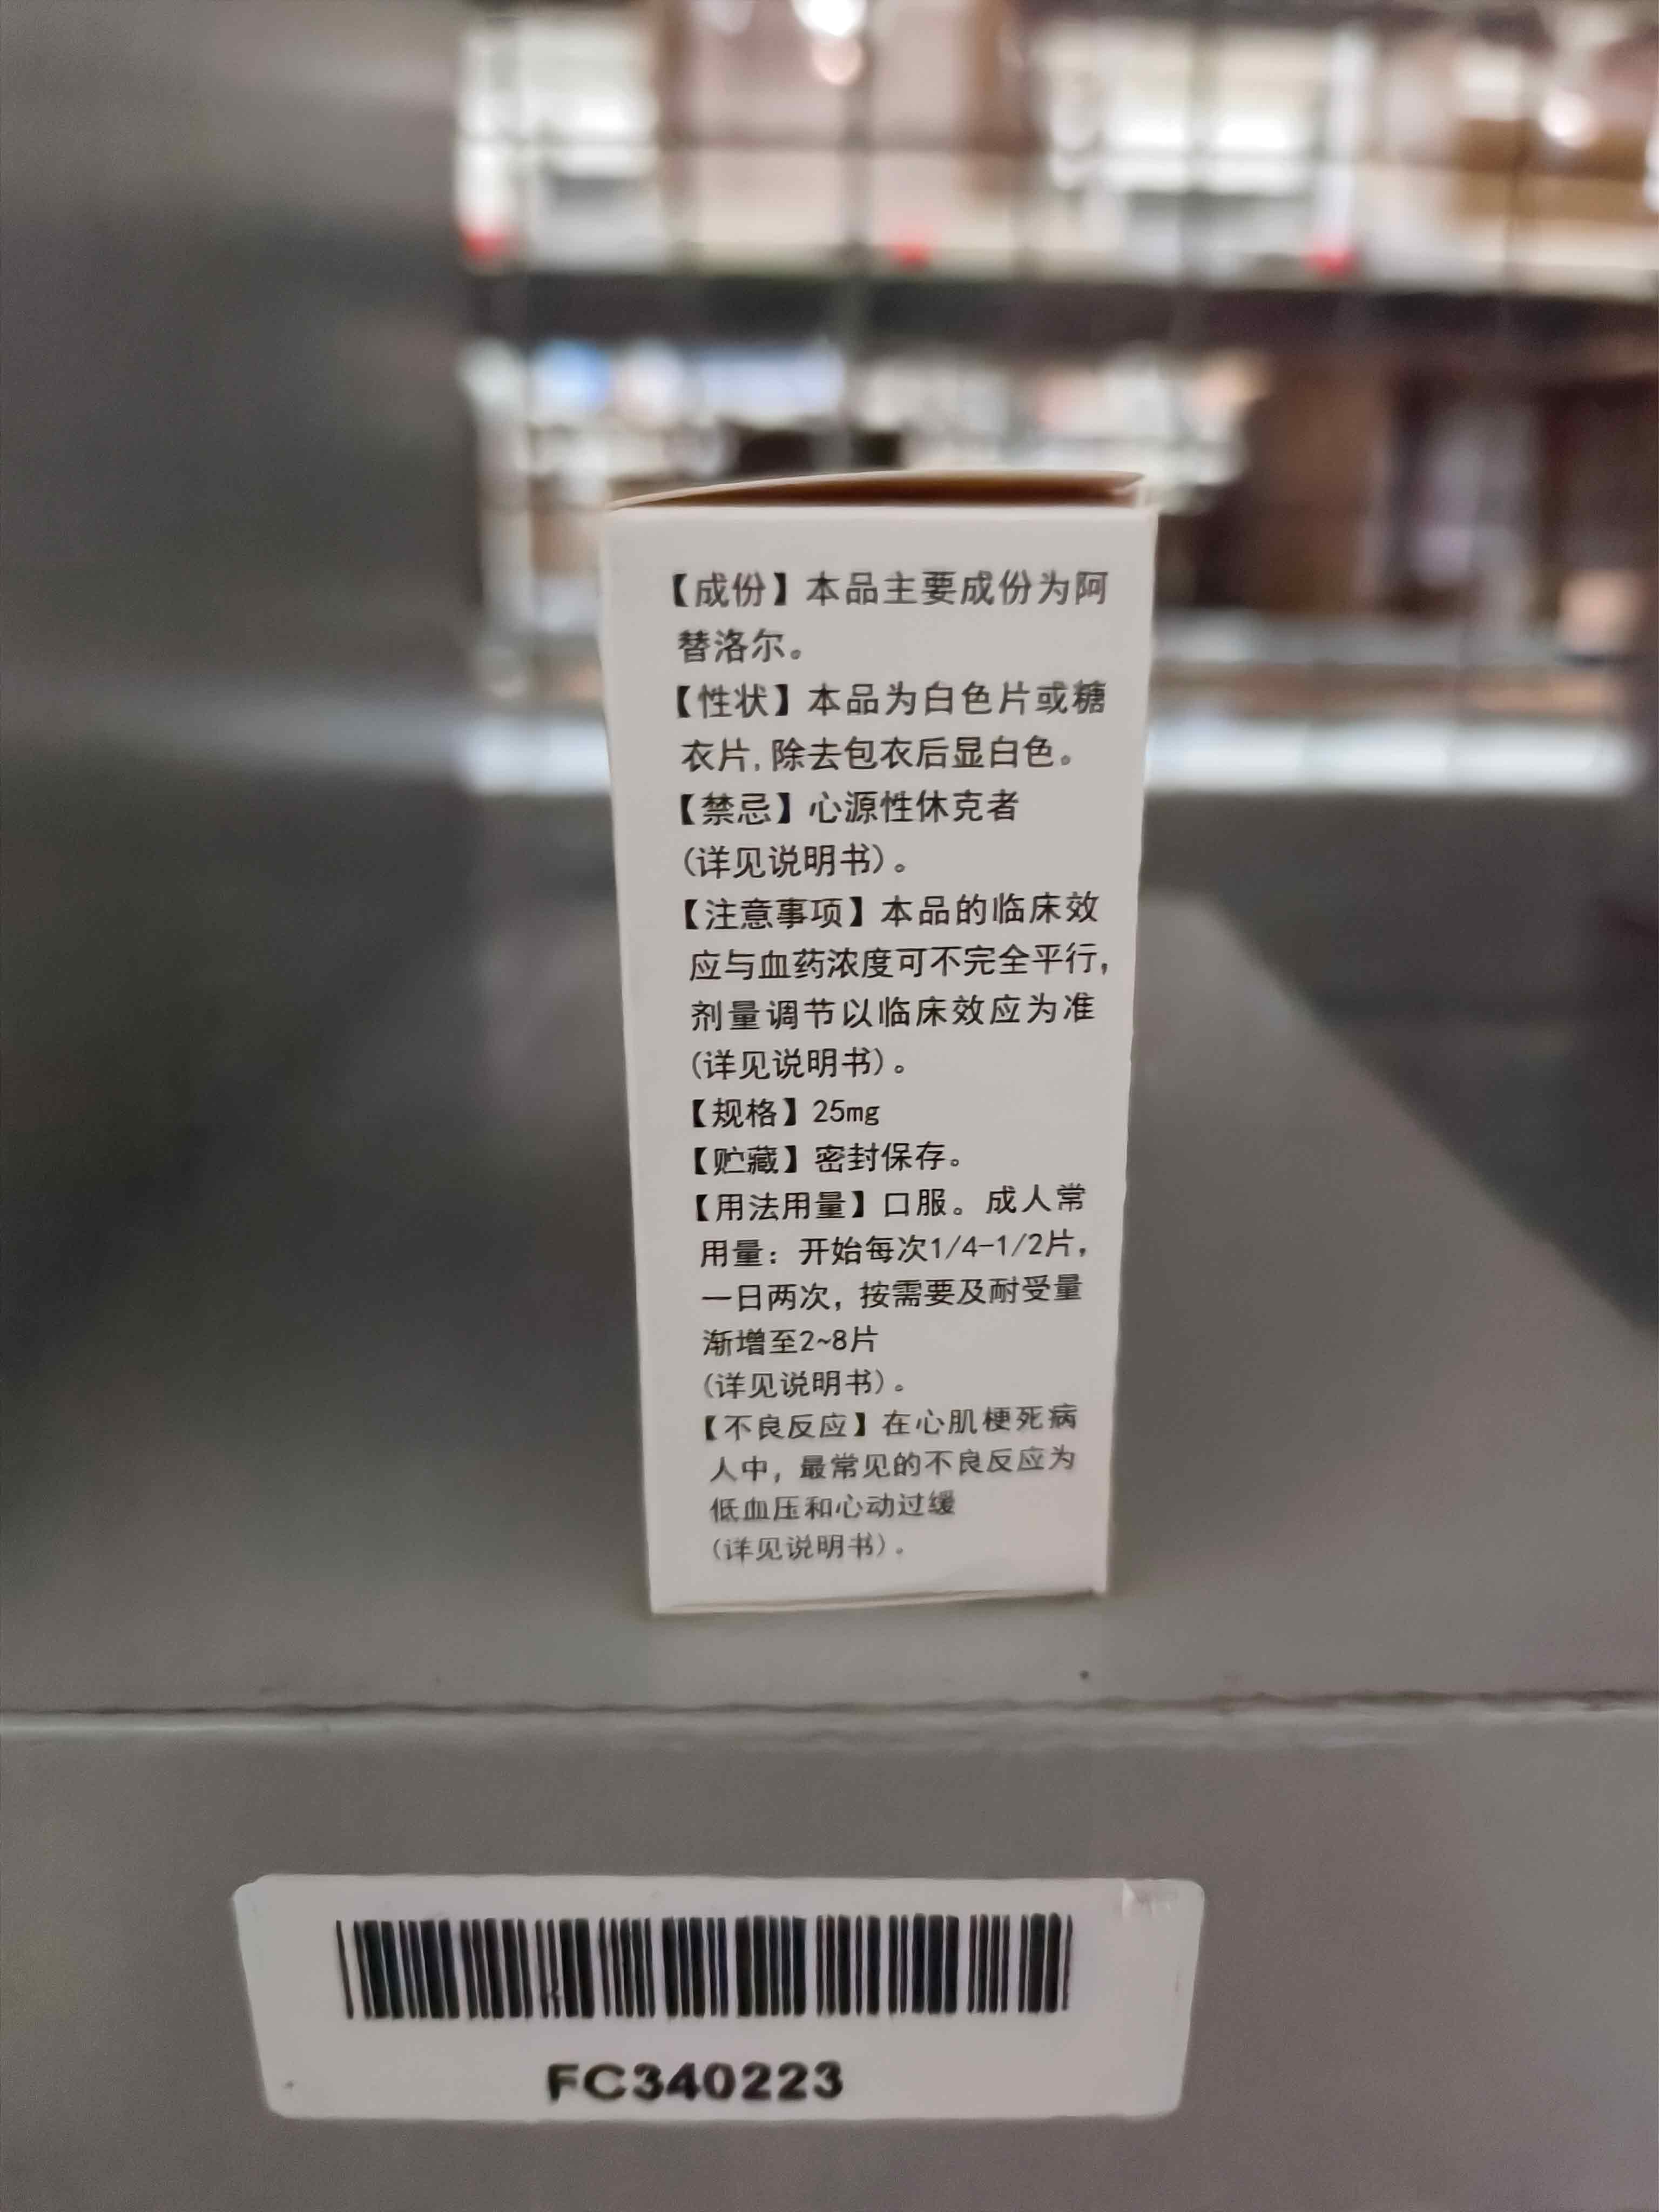 【成份】本品主要成份为阿
替洛尔。
【性状】本品为白色片或糖
衣片,除去包衣后显白色。
【禁忌】心源性休克者
(详见说明书)。
【注意事项】本品的临床效
应与血药浓度可不完全平行,
剂量调节以临床效应为准
(详见说明书)。
【规格】25mg
【贮藏】密封保存。
【用法用量】口服。成人常
用量：开始每次1/4-1/2片,
一日两次,按需要及耐受量
渐增至2~8片
(详见说明书)。
【不良反应】在心肌梗死病
人中,最常见的不良反应为
低血压和心动过缓
(详见说明书)。
FC340223